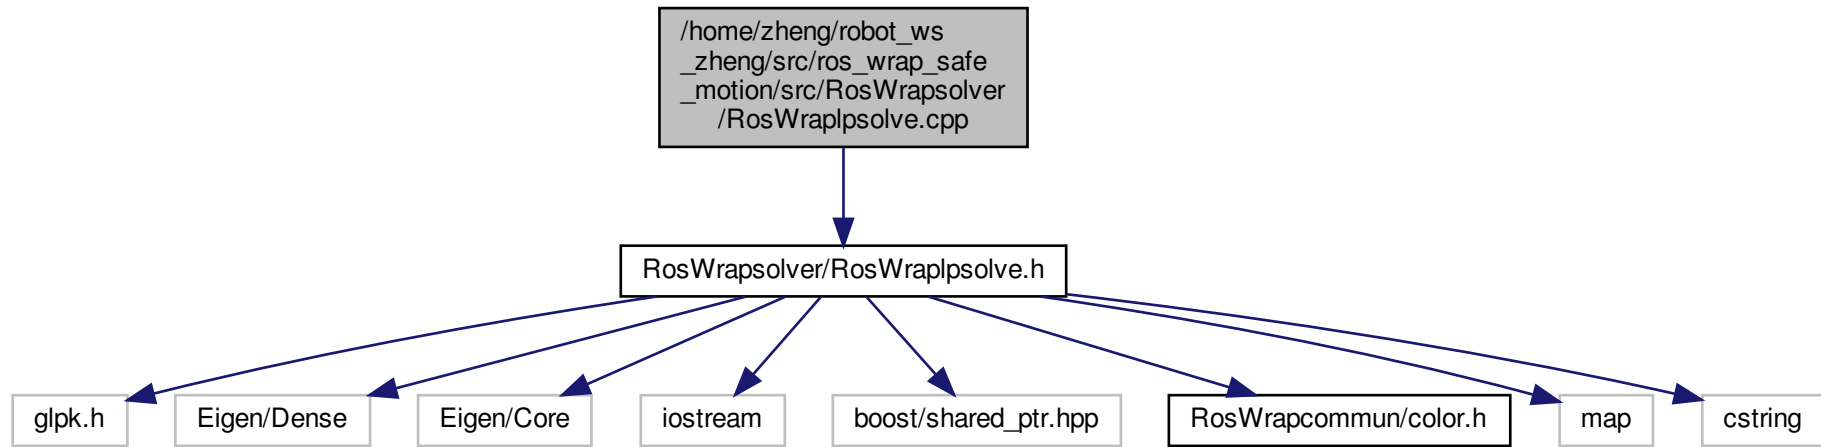 /home/zheng/robot_ws
_zheng/src/ros_wrap_safe
_motion/src/RosWrapsolver
/RosWraplpsolve.cpp
RosWrapsolver/RosWraplpsolve.h
glpk.h
Eigen/Dense
Eigen/Core
iostream
boost/shared_ptr.hpp
RosWrapcommun/color.h
map
cstring